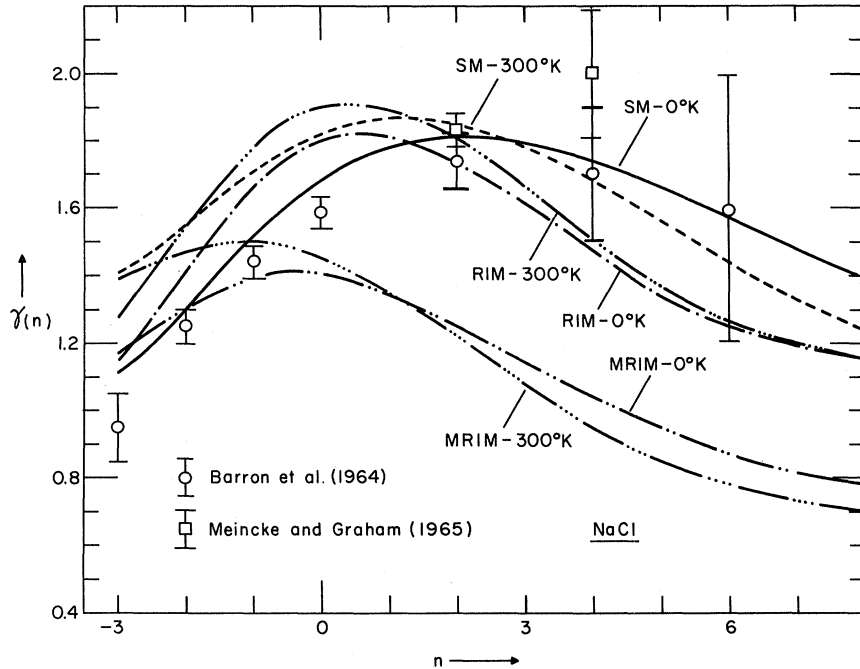 2.0
1.6
1.2
0.8
0.4
γ(n)
-3
0
3
6
n
SM-300°K
SM-0°K
RIM-300°K
RIM-0°K
MRIM-0°K
MRIM-300°K
Barron et al. (1964)
Meincke and Graham (1965)
NaCl